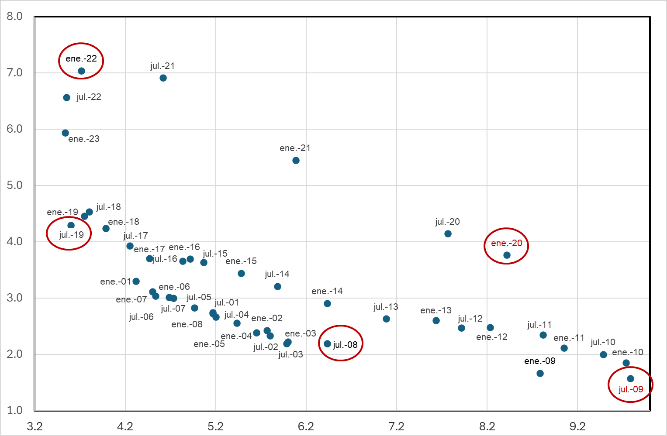 8.0
ene.-22
jul.-21
7.0
jul.-22
6.0
ene.-23
ene.-21
5.0
ene.-19
jul.-18
ene.-18
jul.-20
jul.-19
jul.-17
ene.-20
4.0
ene.-17
ene.-16
jul.-16
jul.-15
ene.-15
jul.-14
ene.-01
ene.-06
ene.-14
3.0
ene.-07
jul.-05
jul.-01
jul.-07
jul.-06
jul.-04
ene.-02
jul.-13
ene.-13
jul.-12
jul.-11
ene.-08
ene.-04
ene.-03
ene.-12
ene.-11
jul.-10
ene.-05
jul.-02
jul.-08
jul.-03
2.0
ene.-09
ene.-10
jul.-09
1.0
3.2 4.2 5.2 6.2 7.2 8.2 9.2